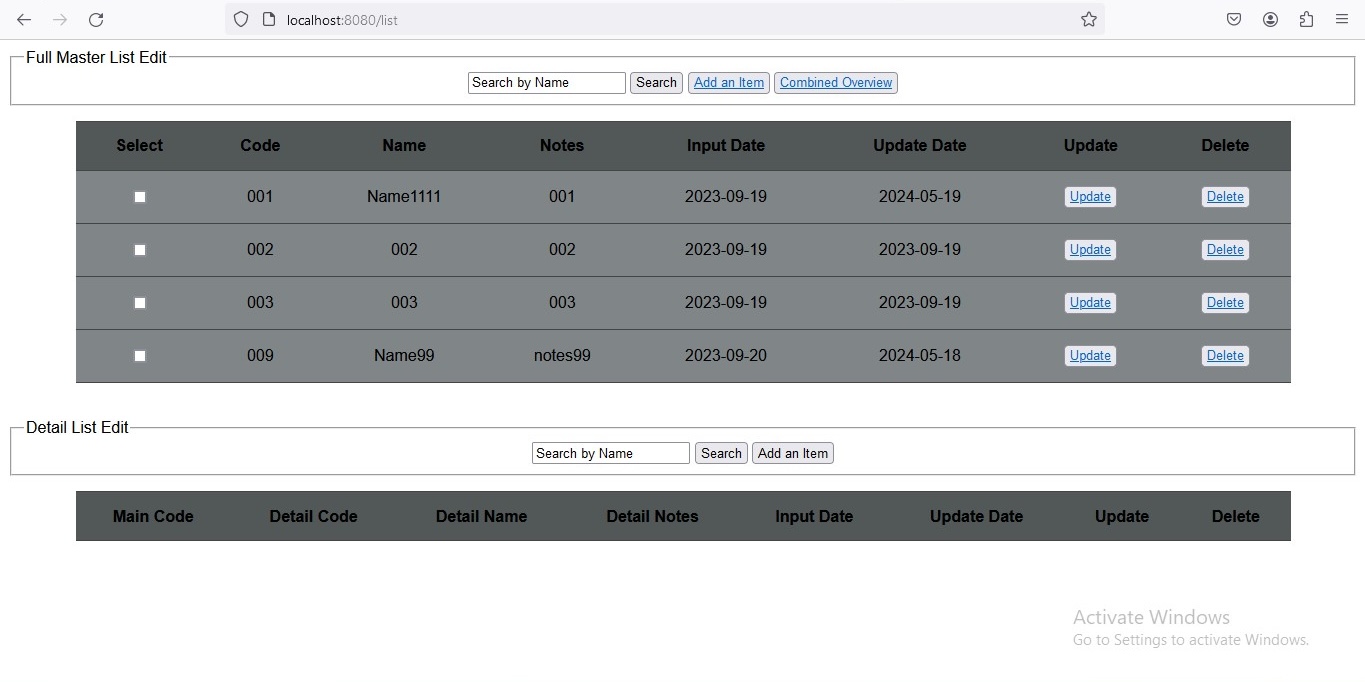 localhost:8080/list
Full Master List Edit
Search by Name Search Add an Item Combined Overview
Select Code Name Notes Input Date Update Date Update Delete
001 Name1111 001 2023-09-19 2024-05-19 Update Delete
002 002 002 2023-09-19 2023-09-19 Update Delete
003 003 003 2023-09-19 2023-09-19 Update Delete
009 Name99 notes99 2023-09-20 2024-05-18 Update Delete
Detail List Edit
Search by Name Search Add an Item
Main Code Detail Code Detail Name Detail Notes Input Date Update Date Update Delete
Activate Windows
Go to Settings to activate Windows.